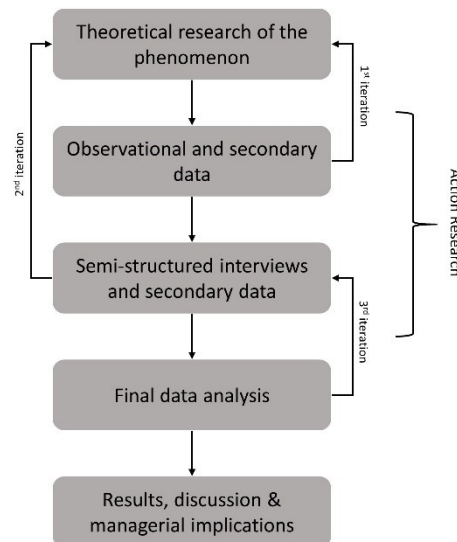 Theoretical research of the
phenomenon
1st iteration
Observational and secondary
data
2nd iteration
Action Research
Semi-structured interviews
and secondary data
3rd iteration
Final data analysis
Results, discussion &
managerial implications